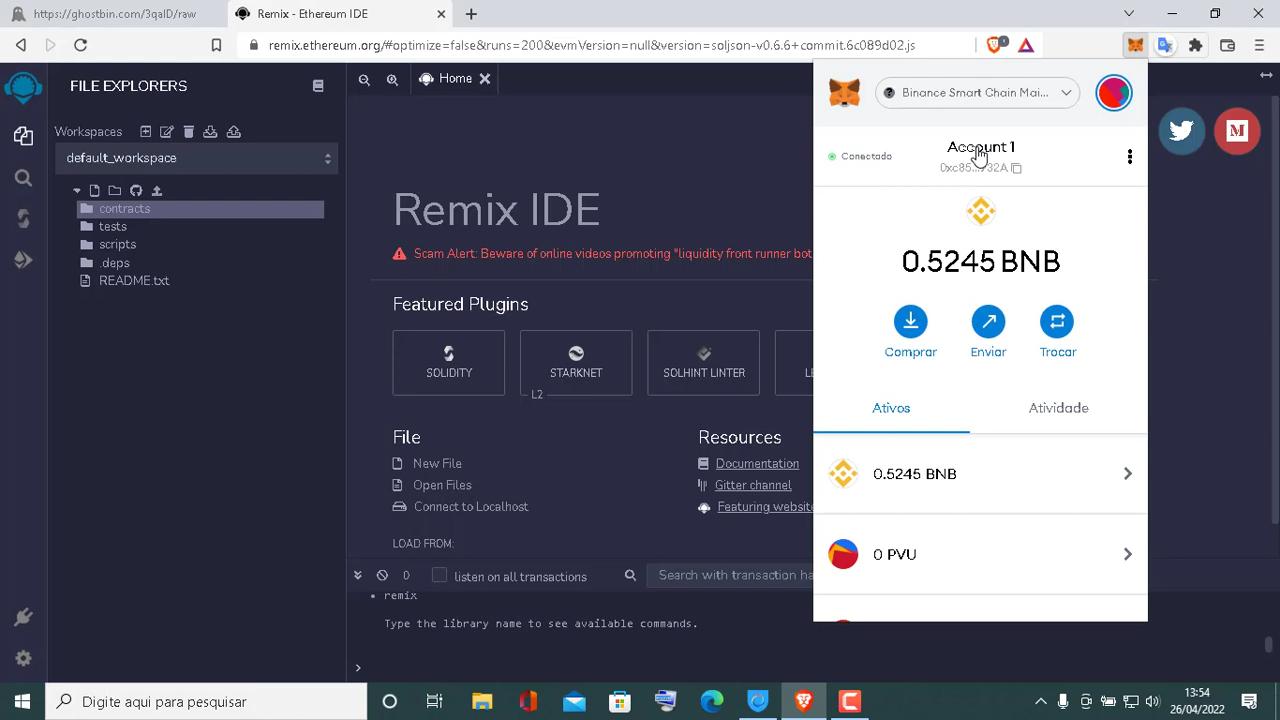 https://ghostbin.com/3qaID/raw
Remix - Ethereum IDE
remixethereum.org/#optimize=false&runs=200&evmVersion=null&version=soljson-v0.6.6+commit.6c089d02.js
FILE EXPLORERS
Home
Binance Smart Chain Mai...
Workspaces
default_workspace
Conectado
Account 1
0xc85...732A
contracts
tests
scripts
.deps
README.txt
Remix IDE
Scam Alert: Beware of online videos promoting "liquidity front runner bot
0.5245 BNB
Featured Plugins
SOLIDITY
STARKNET
L2
SOLHINT LINTER
LE
Comprar
Enviar
Trocar
Ativos
Atividade
File
Resources
New File
Documentation
Open Files
Gitter channel
Connect to Localhost
Featuring website
LOAD FROM:
0.5245 BNB
0 PVU
0
listen on all transactions
Search with transaction ha
remix
Type the library name to see available commands.
>
Digite aqui para pesquisar
13:54
26/04/2022